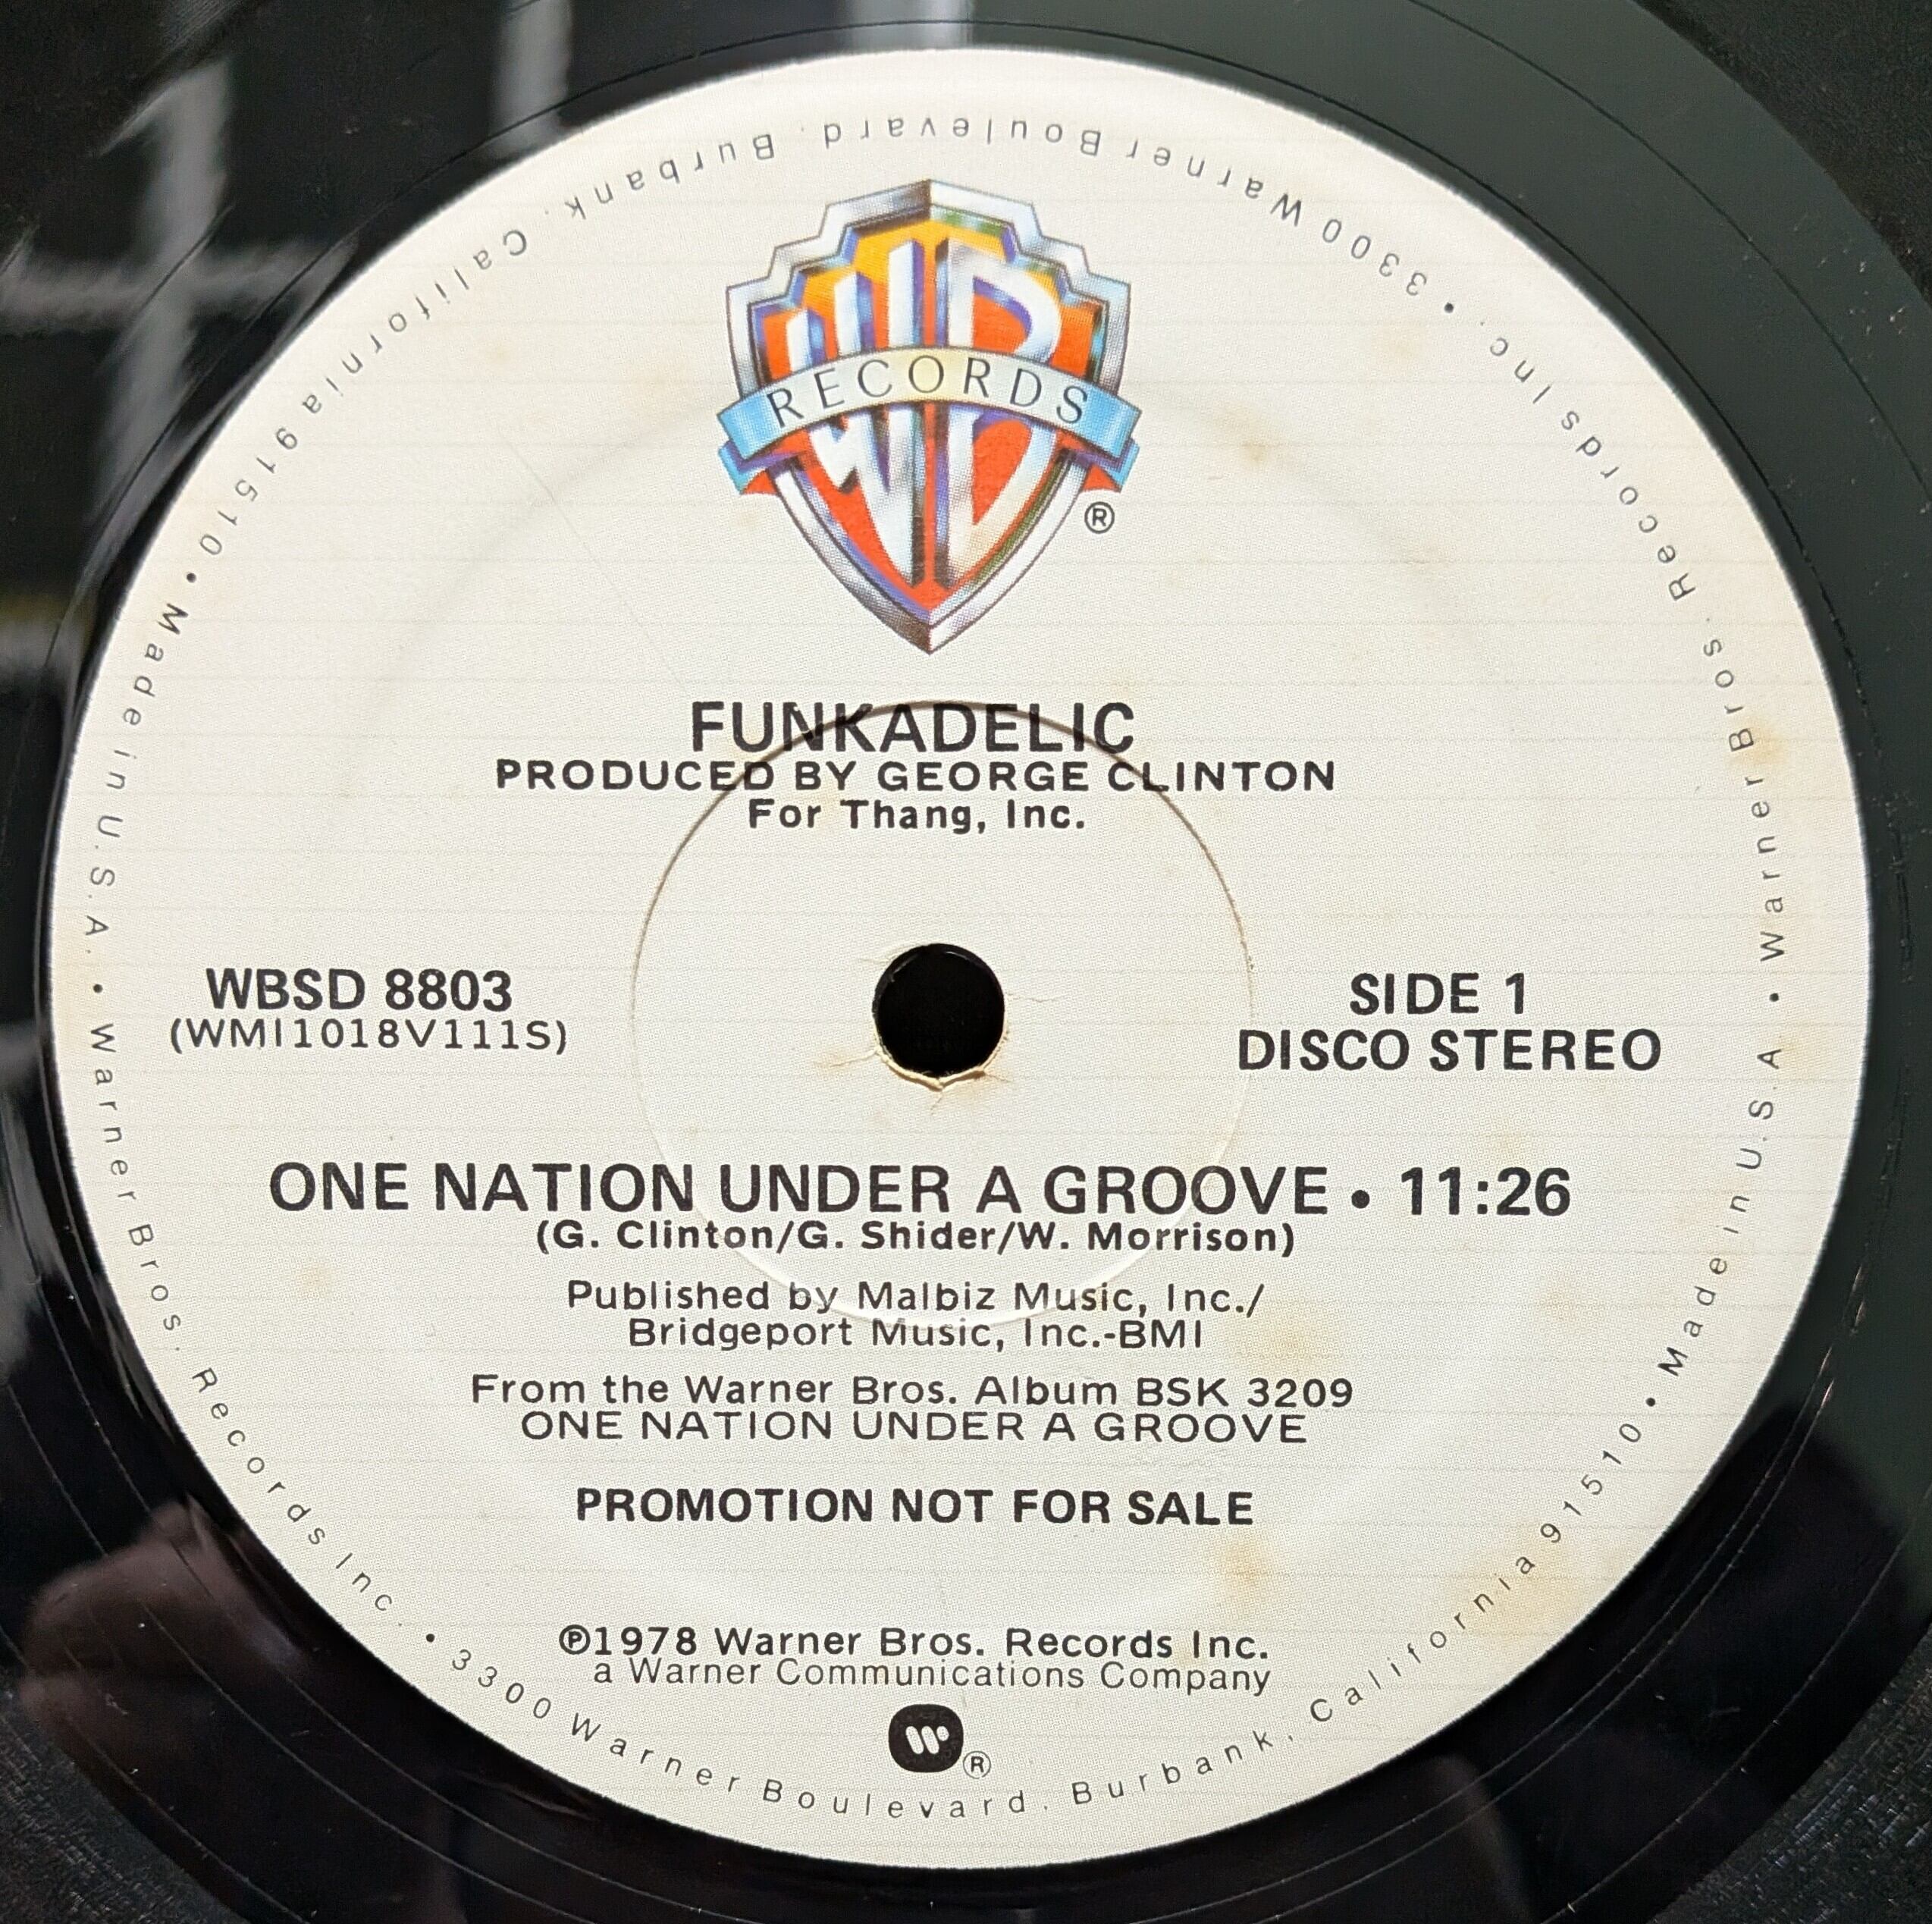 WB
RECORDS
®
FUNKADELIC
PRODUCED BY GEORGE CLINTON
For Thang, Inc.
WBSD 8803
(WMI1018V111S)
SIDE 1
DISCO STEREO
ONE NATION UNDER A GROOVE • 11:26
(G. Clinton/G. Shider/W. Morrison)
Published by Malbiz Music, Inc./
Bridgeport Music, Inc.-BMI
From the Warner Bros. Album BSK 3209
ONE NATION UNDER A GROOVE
PROMOTION NOT FOR SALE
℗1978 Warner Bros. Records Inc.
a Warner Communications Company
W ®
Warner Bros. Records Inc. • 3300 Warner Boulevard. Burbank, California 91510 • Made in U.S.A. •
Warner Bros. Records Inc. • 3300 Warner Boulevard. Burbank. California 91510 • Made in U.S.A. •